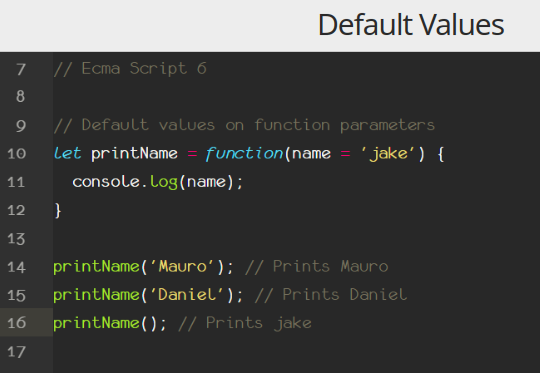 Default Values
7 // Ecma Script 6
8
9 // Default values on function parameters
10 let printName = function(name = 'jake') {
11 console.log(name);
12 }
13
14 printName('Mauro'); // Prints Mauro
15 printName('Daniel'); // Prints Daniel
16 printName(); // Prints jake
17